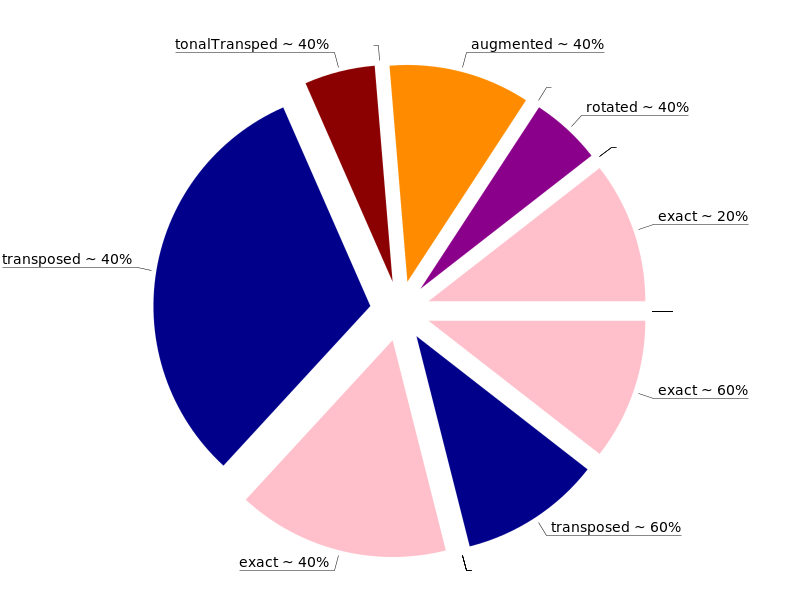 tonalTransped ~ 40%
augmented ~ 40%
rotated ~ 40%
exact ~ 20%
transposed ~ 40%
exact ~ 60%
transposed ~ 60%
exact ~ 40%